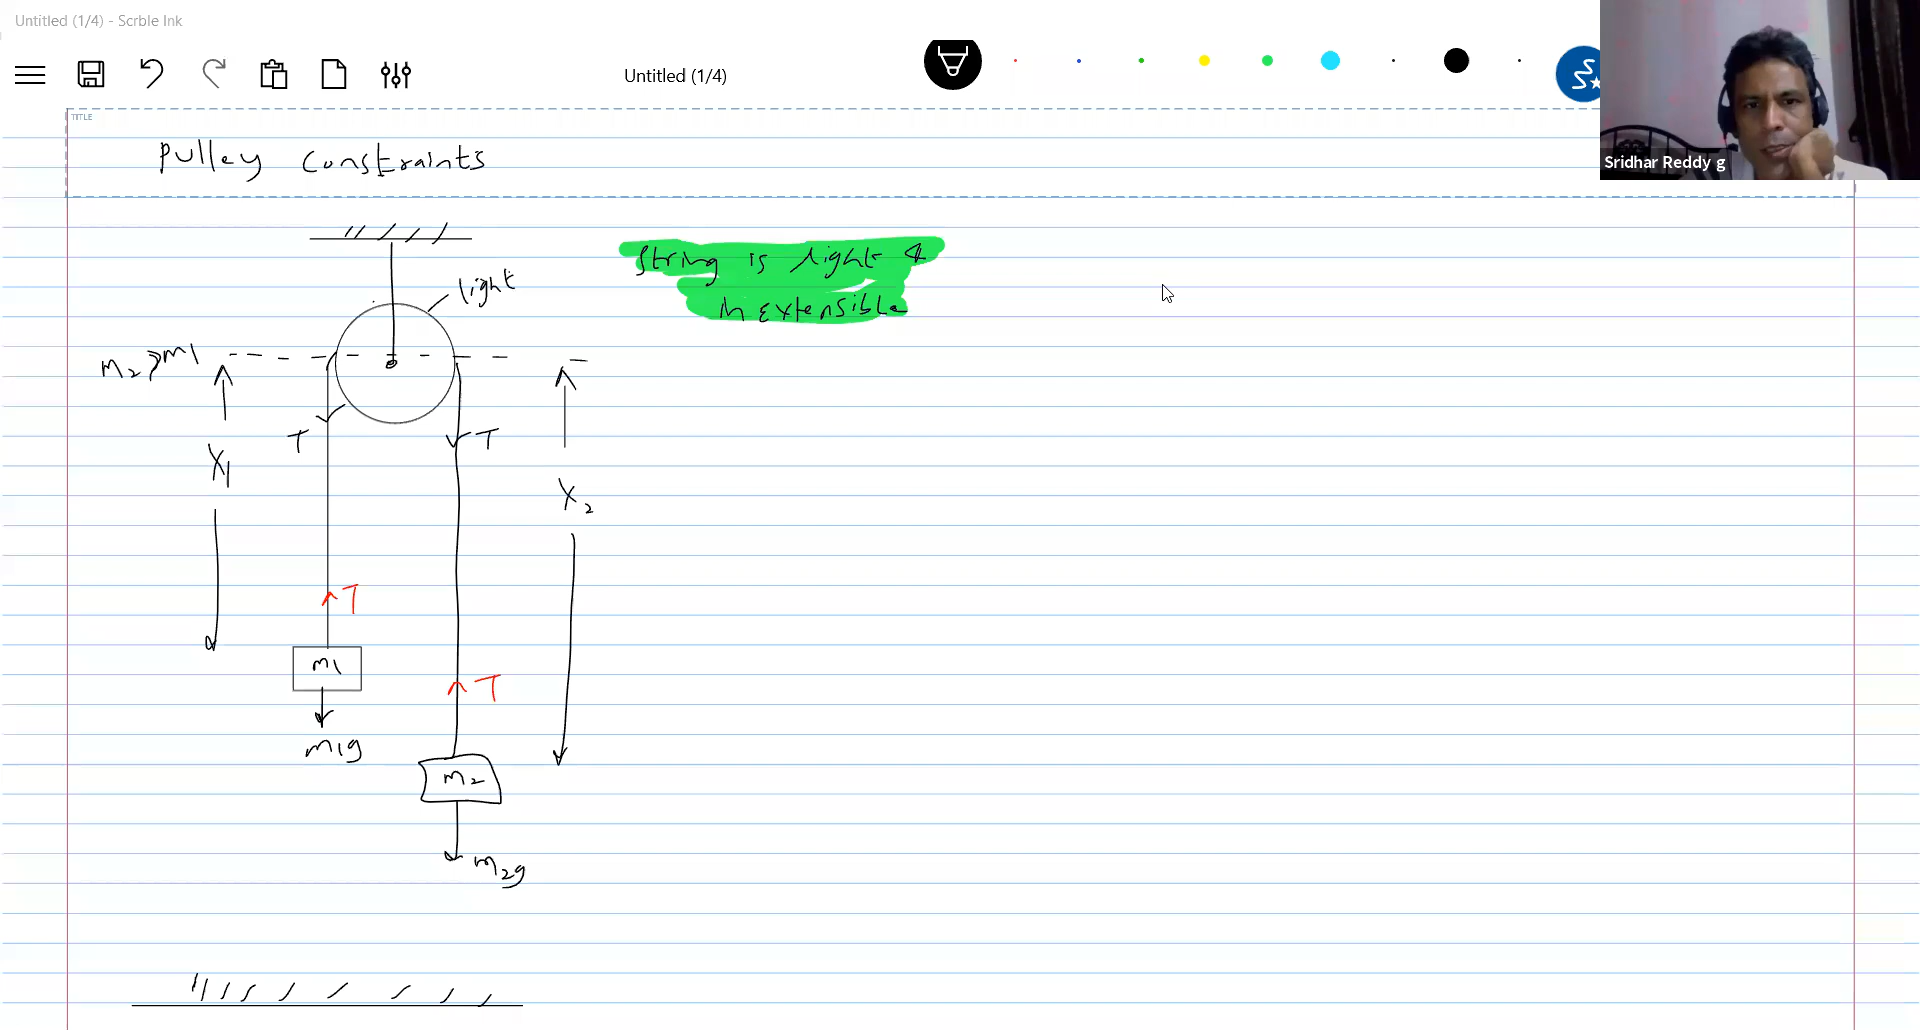 Untitled (1/4) - Scrble Ink
Untitled (1/4)
Sridhar Reddy g
TITLE
Pulley Constraints
String is light &
inextensible
light
m2 > m1
T
T
x1
x2
T
m1
T
m1g
m2
m2g